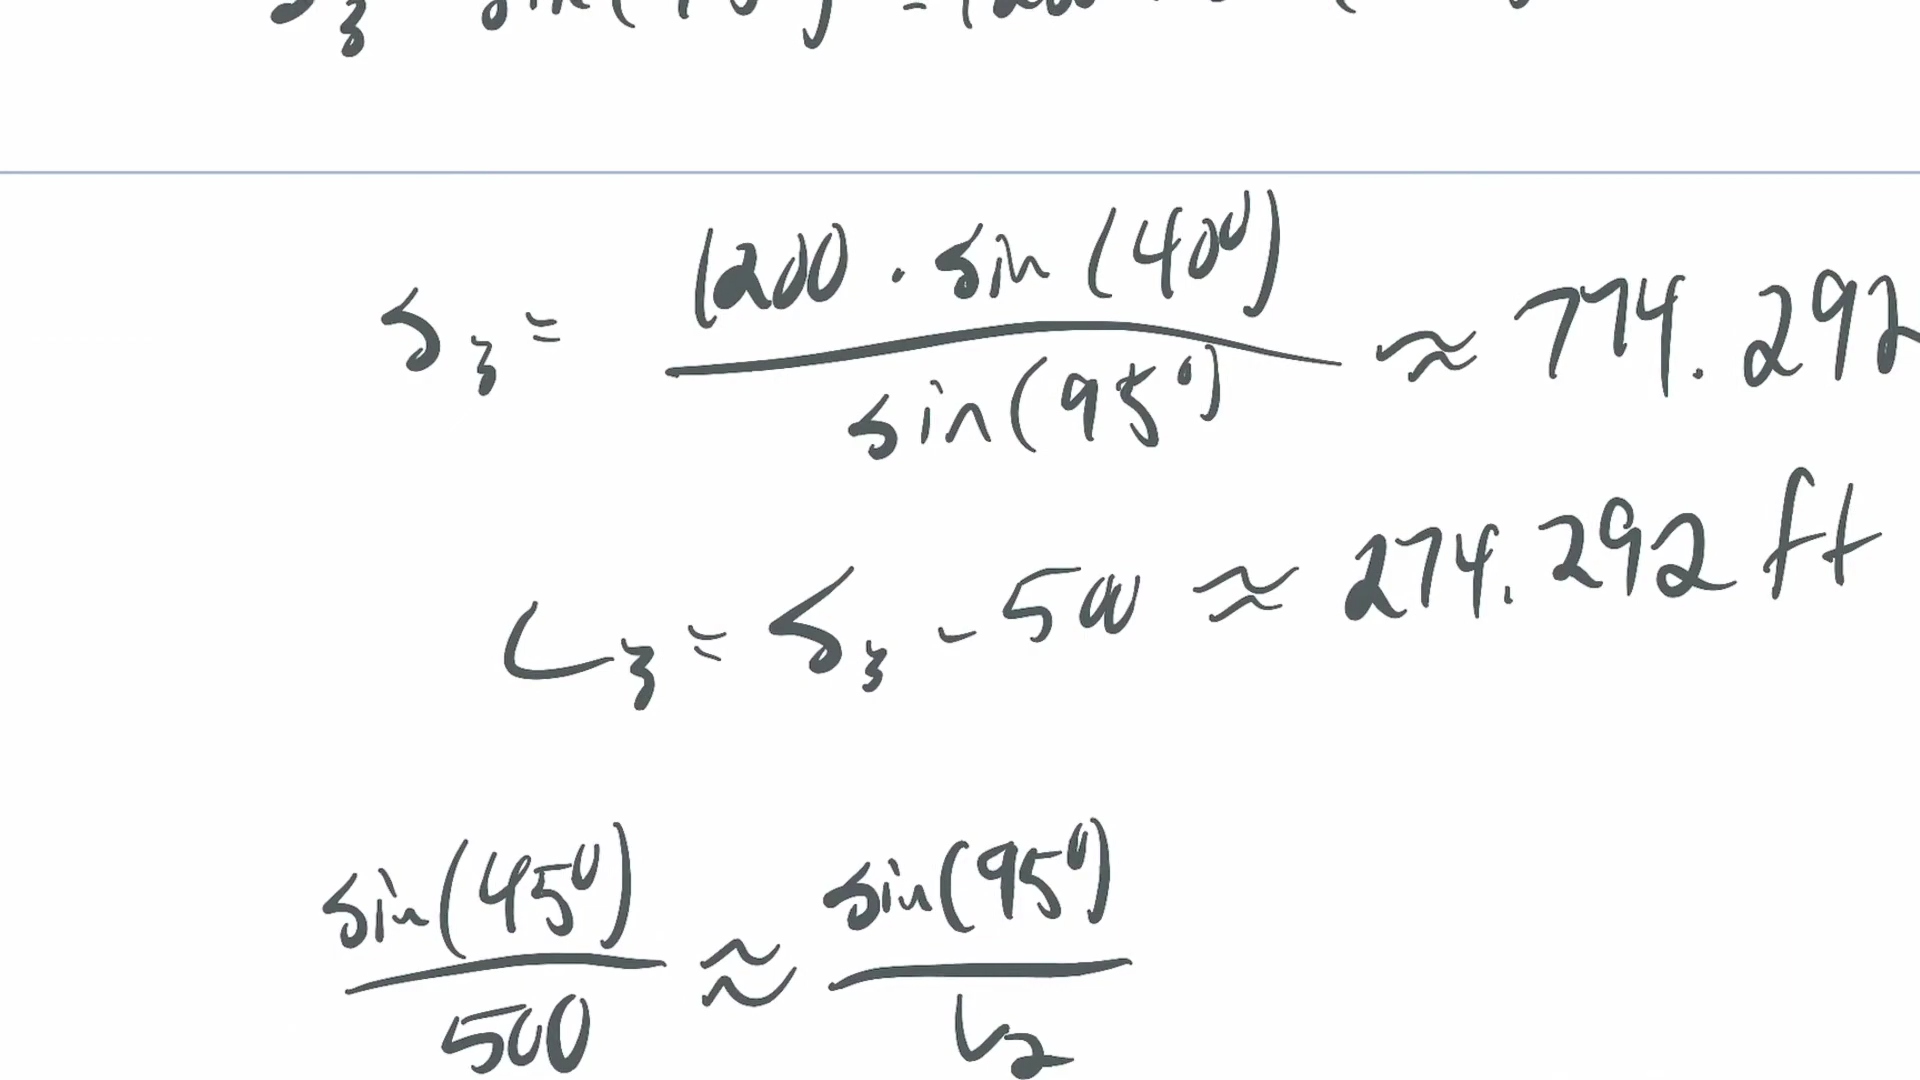 S₃ = (1200 · sin(40°)) / sin(95°) ≈ 774.292
L₃ = S₃ - 500 ≈ 274.292 ft
sin(45°) / 500 ≈ sin(95°) / L₂